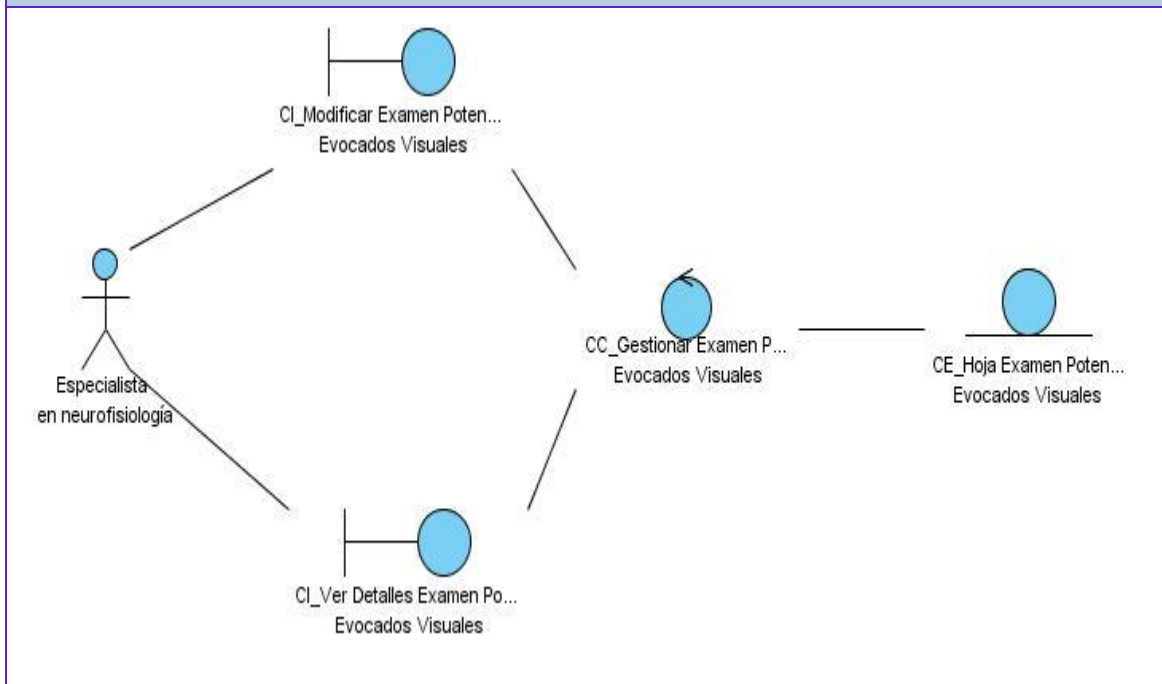 CI_Modificar Examen Poten...
Evocados Visuales
Especialista
en neurofisiología
CC_Gestionar Examen P...
Evocados Visuales
CE_Hoja Examen Poten...
Evocados Visuales
CI_Ver Detalles Examen Po...
Evocados Visuales